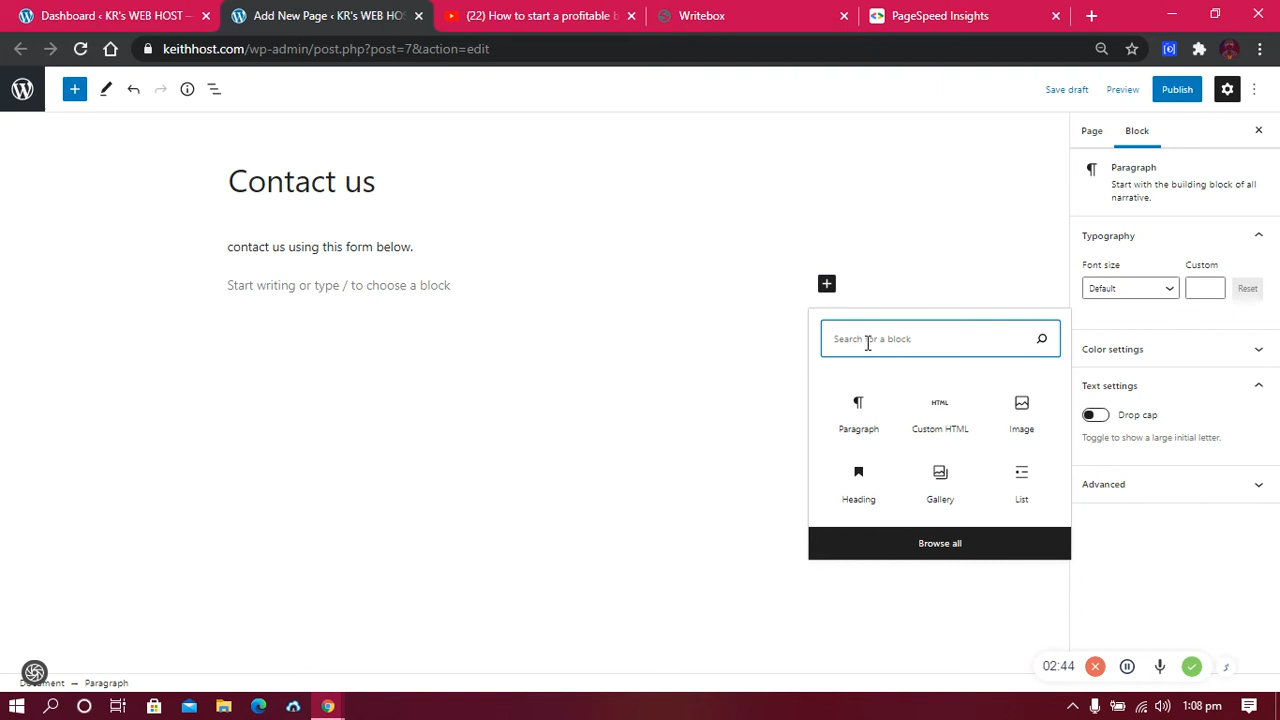 Dashboard ‹ KR's WEB HOST —
Add New Page ‹ KR's WEB HOS
(22) How to start a profitable b
Writebox
PageSpeed Insights
keithhost.com/wp-admin/post.php?post=7&action=edit
Save draft
Preview
Publish
Page
Block
Paragraph
Start with the building block of all
narrative.
Typography
Font size
Custom
Default
Reset
Color settings
Text settings
Drop cap
Toggle to show a large initial letter.
Advanced
Contact us
contact us using this form below.
Start writing or type / to choose a block
Search for a block
Paragraph
HTML
Custom HTML
Image
Heading
Gallery
List
Browse all
02:44
Document → Paragraph
1:08 pm